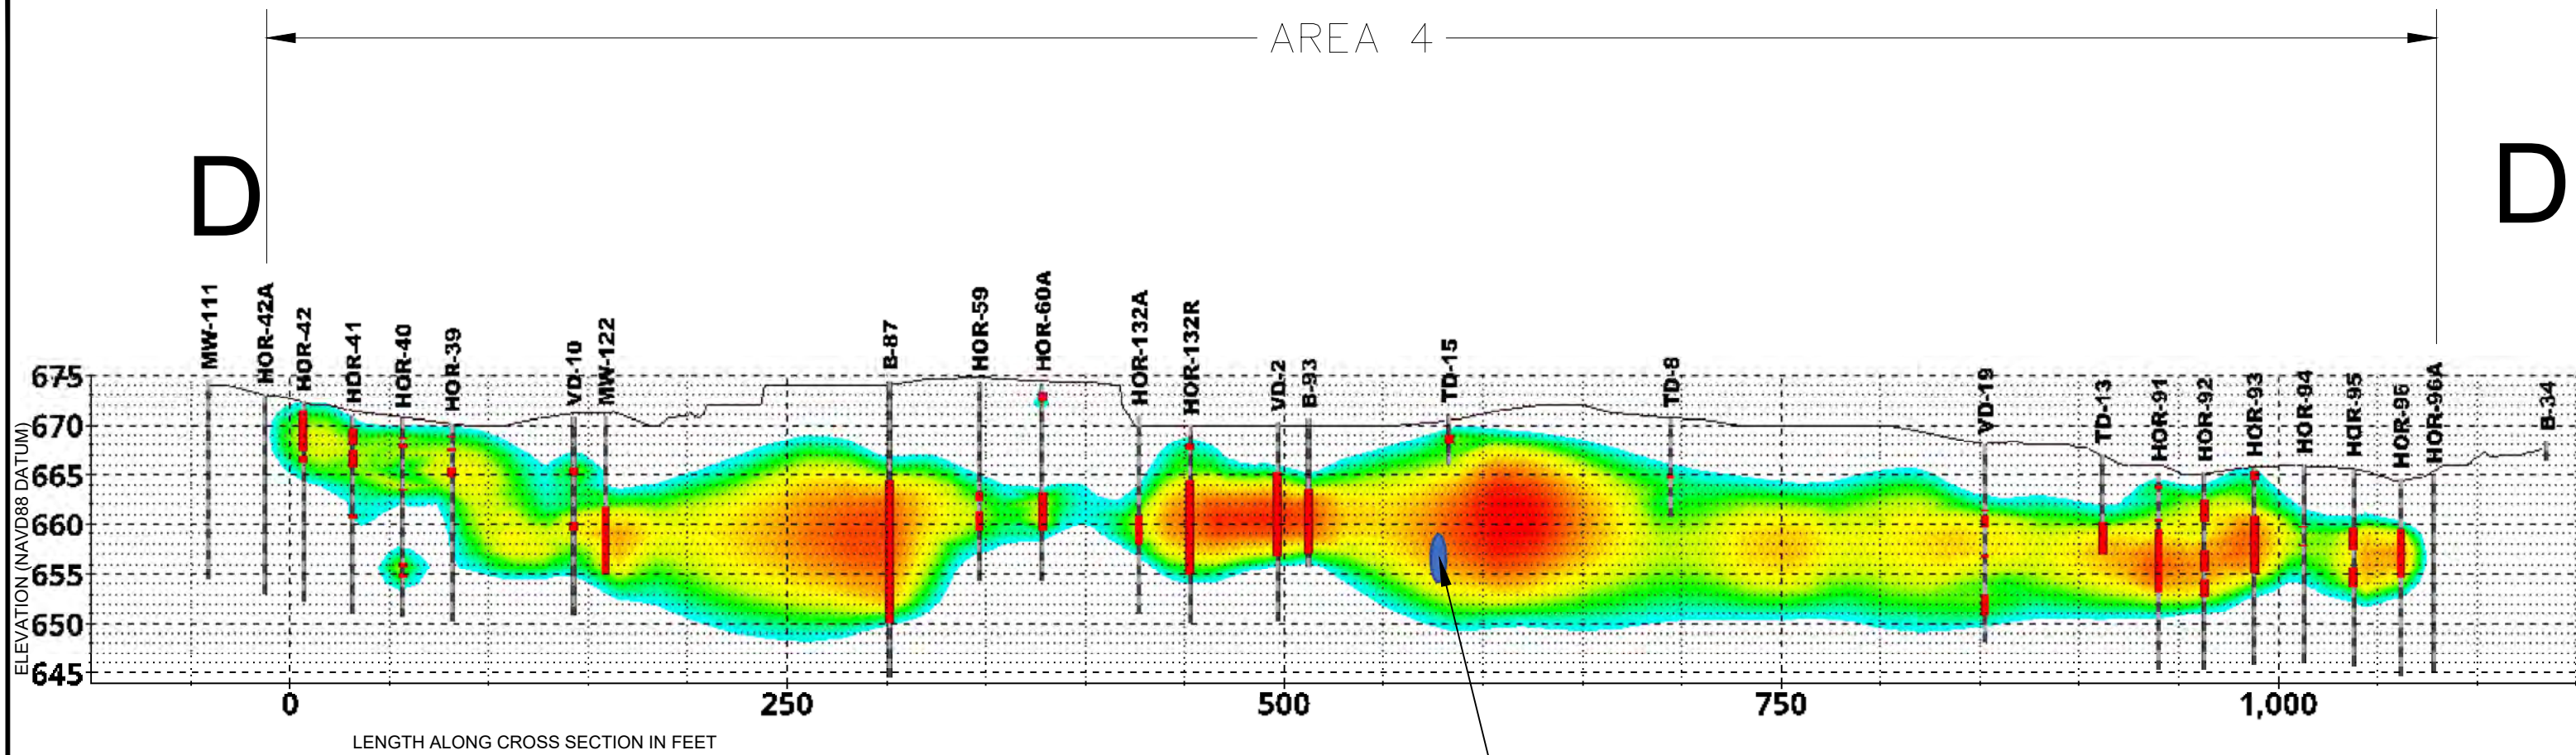 AREA 4
D
D
MW-111
HOR-42A
HOR-42
HOR-41
HOR-40
HOR-39
VD-10
MW-122
B-87
HOR-59
HOR-60A
HOR-132A
HOR-132R
VD-2
B-93
TD-15
TD-8
VD-19
TD-13
HOR-91
HOR-92
HOR-93
HOR-94
HOR-95
HOR-96
HOR-96A
B-34
ELEVATION (NAVD88 DATUM)
675
670
665
660
655
650
645
0 250 500 750 1,000
LENGTH ALONG CROSS SECTION IN FEET